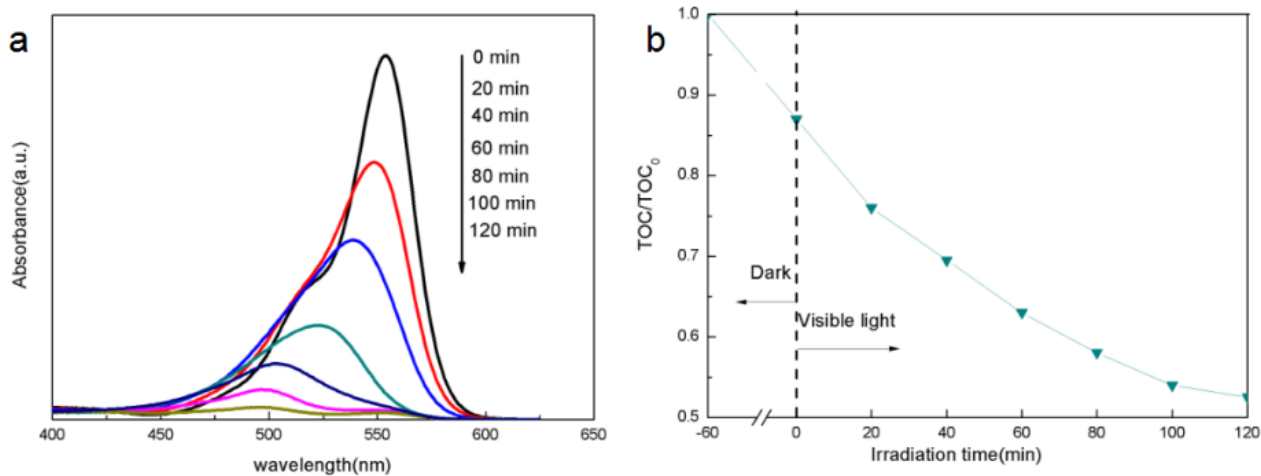 a
0 min
20 min
40 min
60 min
80 min
100 min
120 min
Absorbance(a.u.)
400 450 500 550 600 650
wavelength(nm)
b
1.0
0.9
0.8
0.7
0.6
0.5
TOC/TOC₀
Dark
Visible light
-60 0 20 40 60 80 100 120
Irradiation time(min)